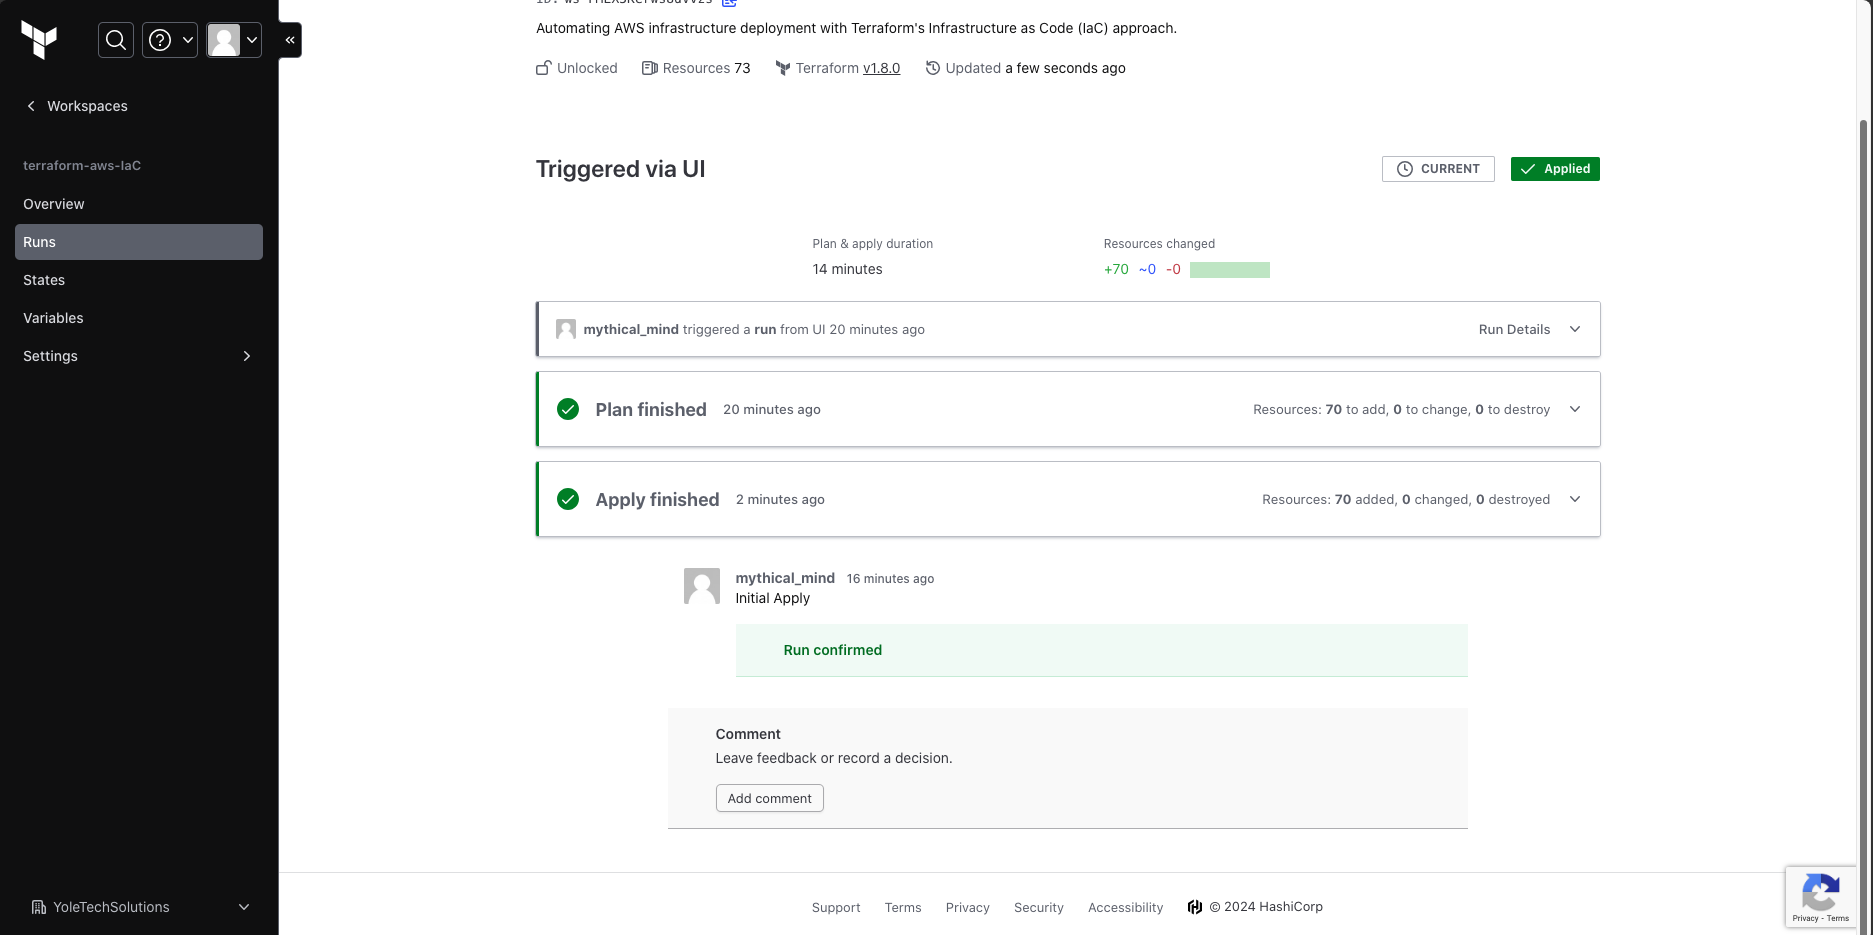 Workspaces
terraform-aws-IaC
Overview
Runs
States
Variables
Settings
YoleTechSolutions
Automating AWS infrastructure deployment with Terraform's Infrastructure as Code (IaC) approach.
Unlocked Resources 73 Terraform v1.8.0 Updated a few seconds ago
Triggered via UI CURRENT Applied
Plan & apply duration Resources changed
14 minutes +70 ~0 -0
mythical_mind triggered a run from UI 20 minutes ago Run Details
Plan finished 20 minutes ago Resources: 70 to add, 0 to change, 0 to destroy
Apply finished 2 minutes ago Resources: 70 added, 0 changed, 0 destroyed
mythical_mind 16 minutes ago
Initial Apply
Run confirmed
Comment
Leave feedback or record a decision.
Add comment
Support Terms Privacy Security Accessibility © 2024 HashiCorp
Privacy - Terms